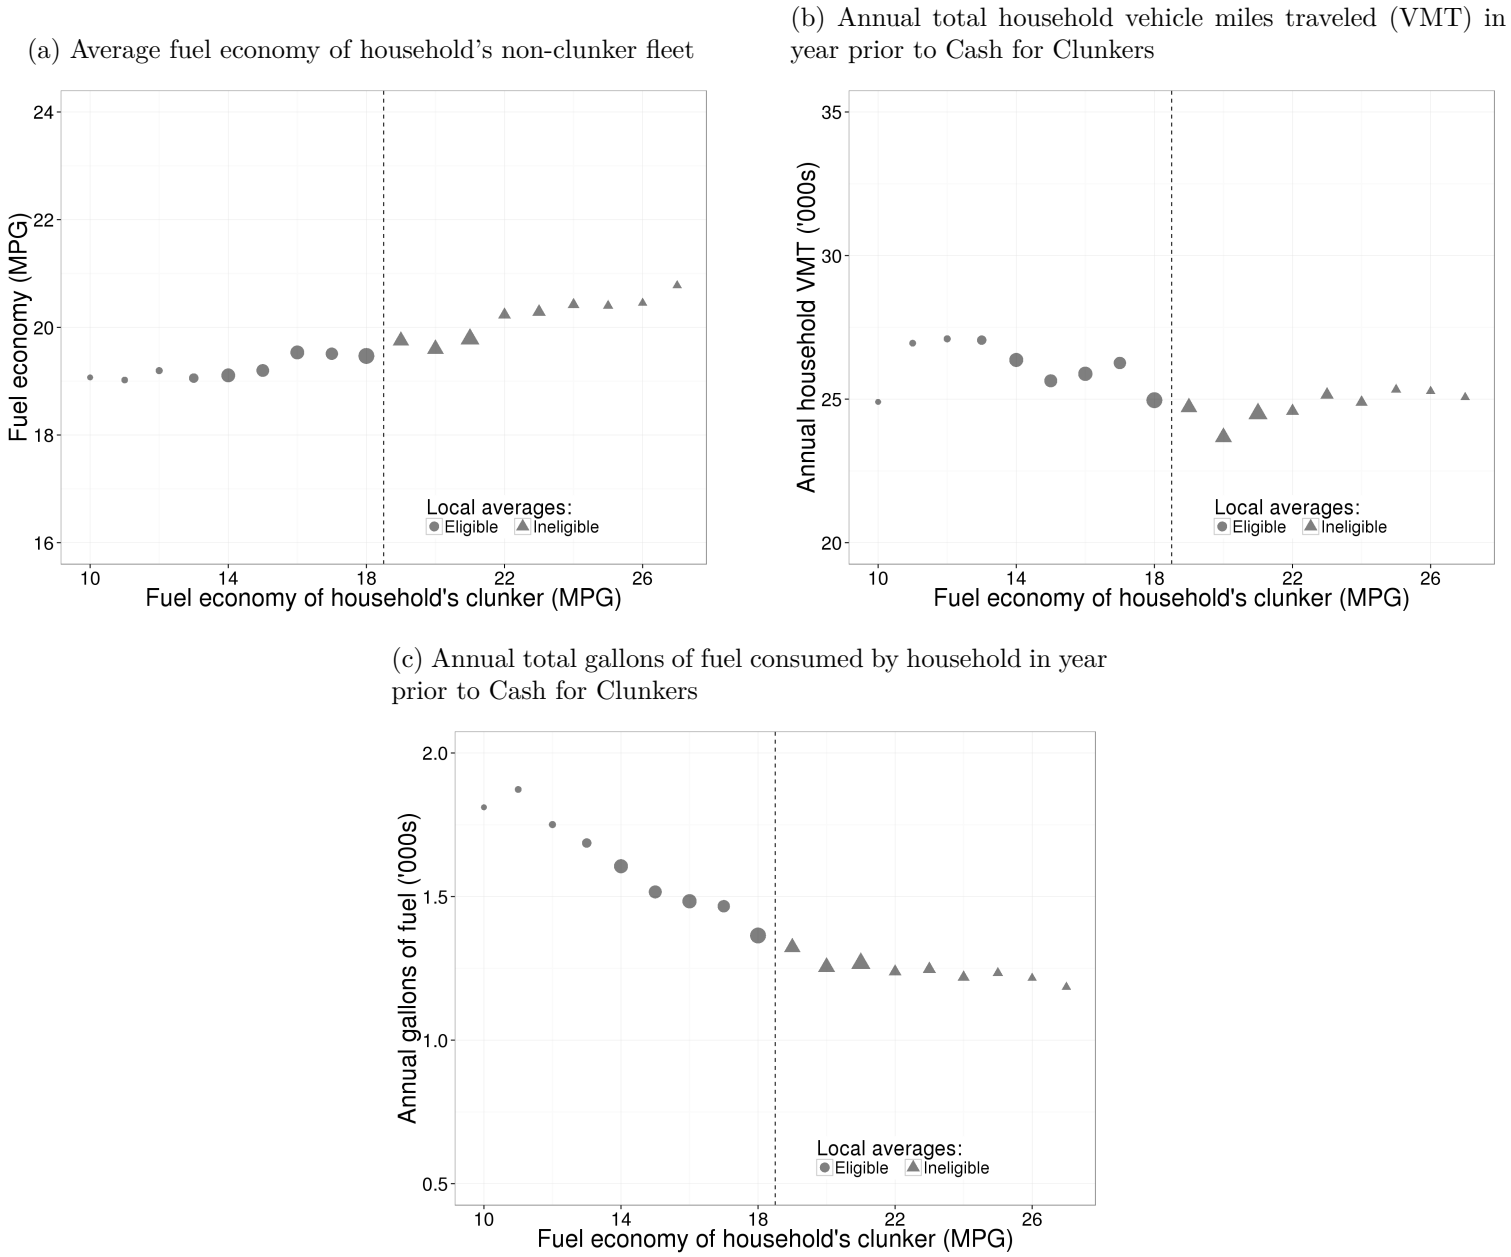 (a) Average fuel economy of household's non-clunker fleet
24
22
20
18
16
Fuel economy (MPG)
Local averages:
Eligible Ineligible
10 14 18 22 26
Fuel economy of household's clunker (MPG)
(b) Annual total household vehicle miles traveled (VMT) in
year prior to Cash for Clunkers
35
30
25
20
Annual household VMT ('000s)
Local averages:
Eligible Ineligible
10 14 18 22 26
Fuel economy of household's clunker (MPG)
(c) Annual total gallons of fuel consumed by household in year
prior to Cash for Clunkers
2.0
1.5
1.0
0.5
Annual gallons of fuel ('000s)
Local averages:
Eligible Ineligible
10 14 18 22 26
Fuel economy of household's clunker (MPG)